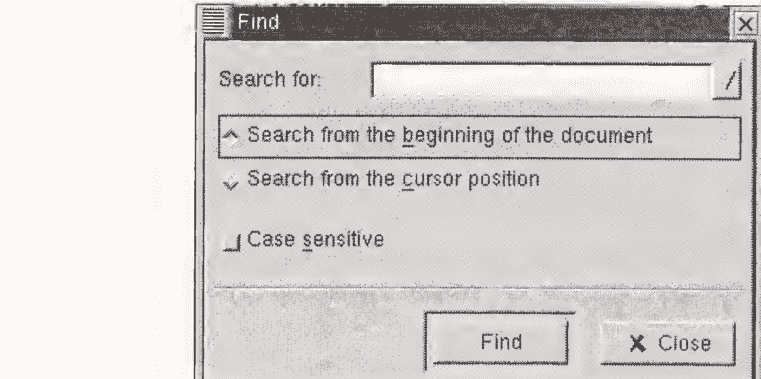 Find
Search for:
Search from the beginning of the document
Search from the cursor position
Case sensitive
Find
Close